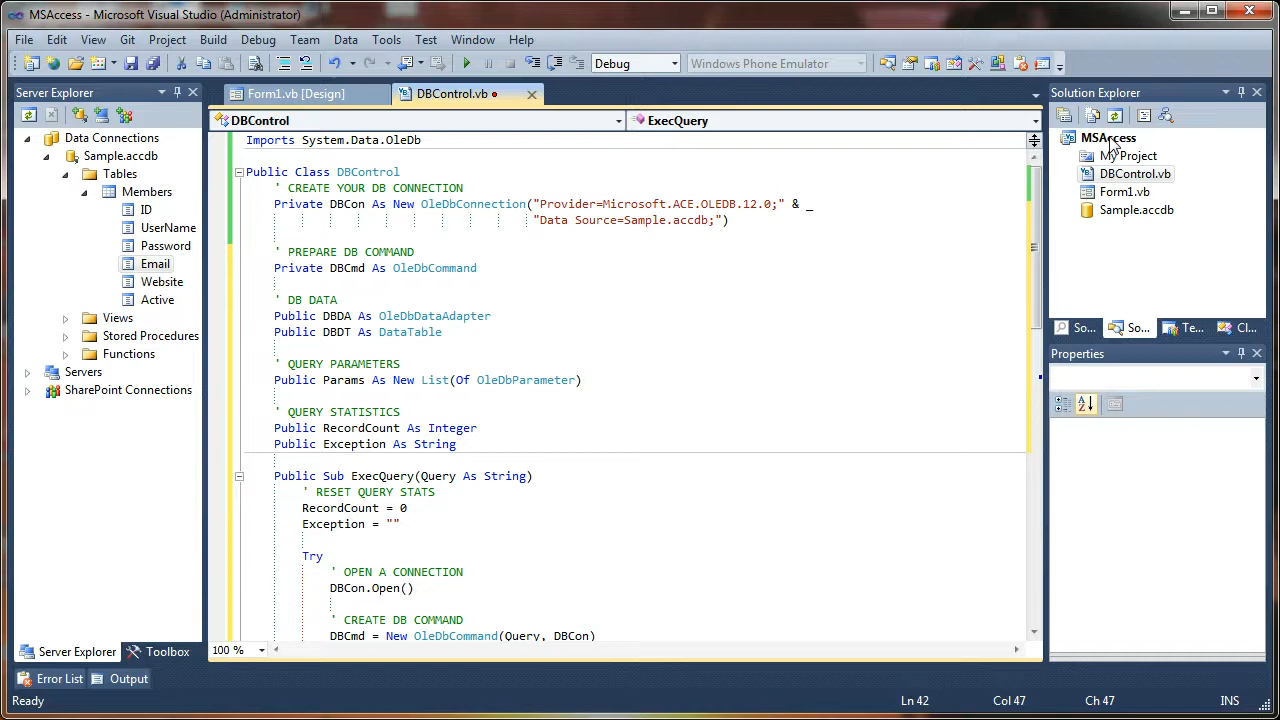 MSAccess - Microsoft Visual Studio (Administrator)
File Edit View Git Project Build Debug Team Data Tools Test Window Help
Debug Windows Phone Emulator
Server Explorer
Data Connections
Sample.accdb
Tables
Members
ID
UserName
Password
Email
Website
Active
Views
Stored Procedures
Functions
Servers
SharePoint Connections
Server Explorer Toolbox
Form1.vb [Design] DBControl.vb
DBControl ExecQuery
Imports System.Data.OleDb
Public Class DBControl
' CREATE YOUR DB CONNECTION
Private DBCon As New OleDbConnection("Provider=Microsoft.ACE.OLEDB.12.0;" & _
"Data Source=Sample.accdb;")
' PREPARE DB COMMAND
Private DBCmd As OleDbCommand
' DB DATA
Public DBDA As OleDbDataAdapter
Public DBDT As DataTable
' QUERY PARAMETERS
Public Params As New List(Of OleDbParameter)
' QUERY STATISTICS
Public RecordCount As Integer
Public Exception As String
Public Sub ExecQuery(Query As String)
' RESET QUERY STATS
RecordCount = 0
Exception = ""
Try
' OPEN A CONNECTION
DBCon.Open()
' CREATE DB COMMAND
DBCmd = New OleDbCommand(Query, DBCon)
100 %
Solution Explorer
MSAccess
My Project
DBControl.vb
Form1.vb
Sample.accdb
So... So... Te... Cl...
Properties
Error List Output
Ready Ln 42 Col 47 Ch 47 INS